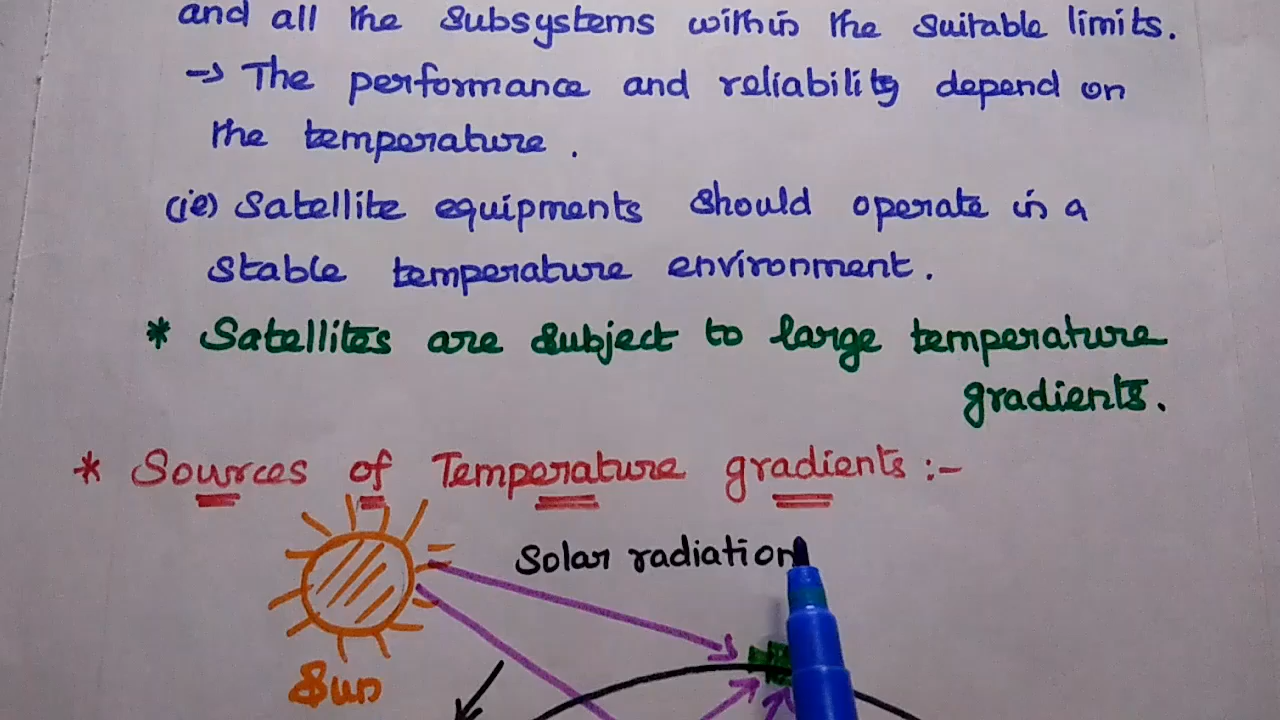 and all the subsystems within the suitable limits.
→ The performance and reliability depend on
the temperature.
(ie) Satellite equipments should operate in a
stable temperature environment.
* Satellites are subject to large temperature
gradients.
* Sources of Temperature gradients :-
Solar radiation
Sun